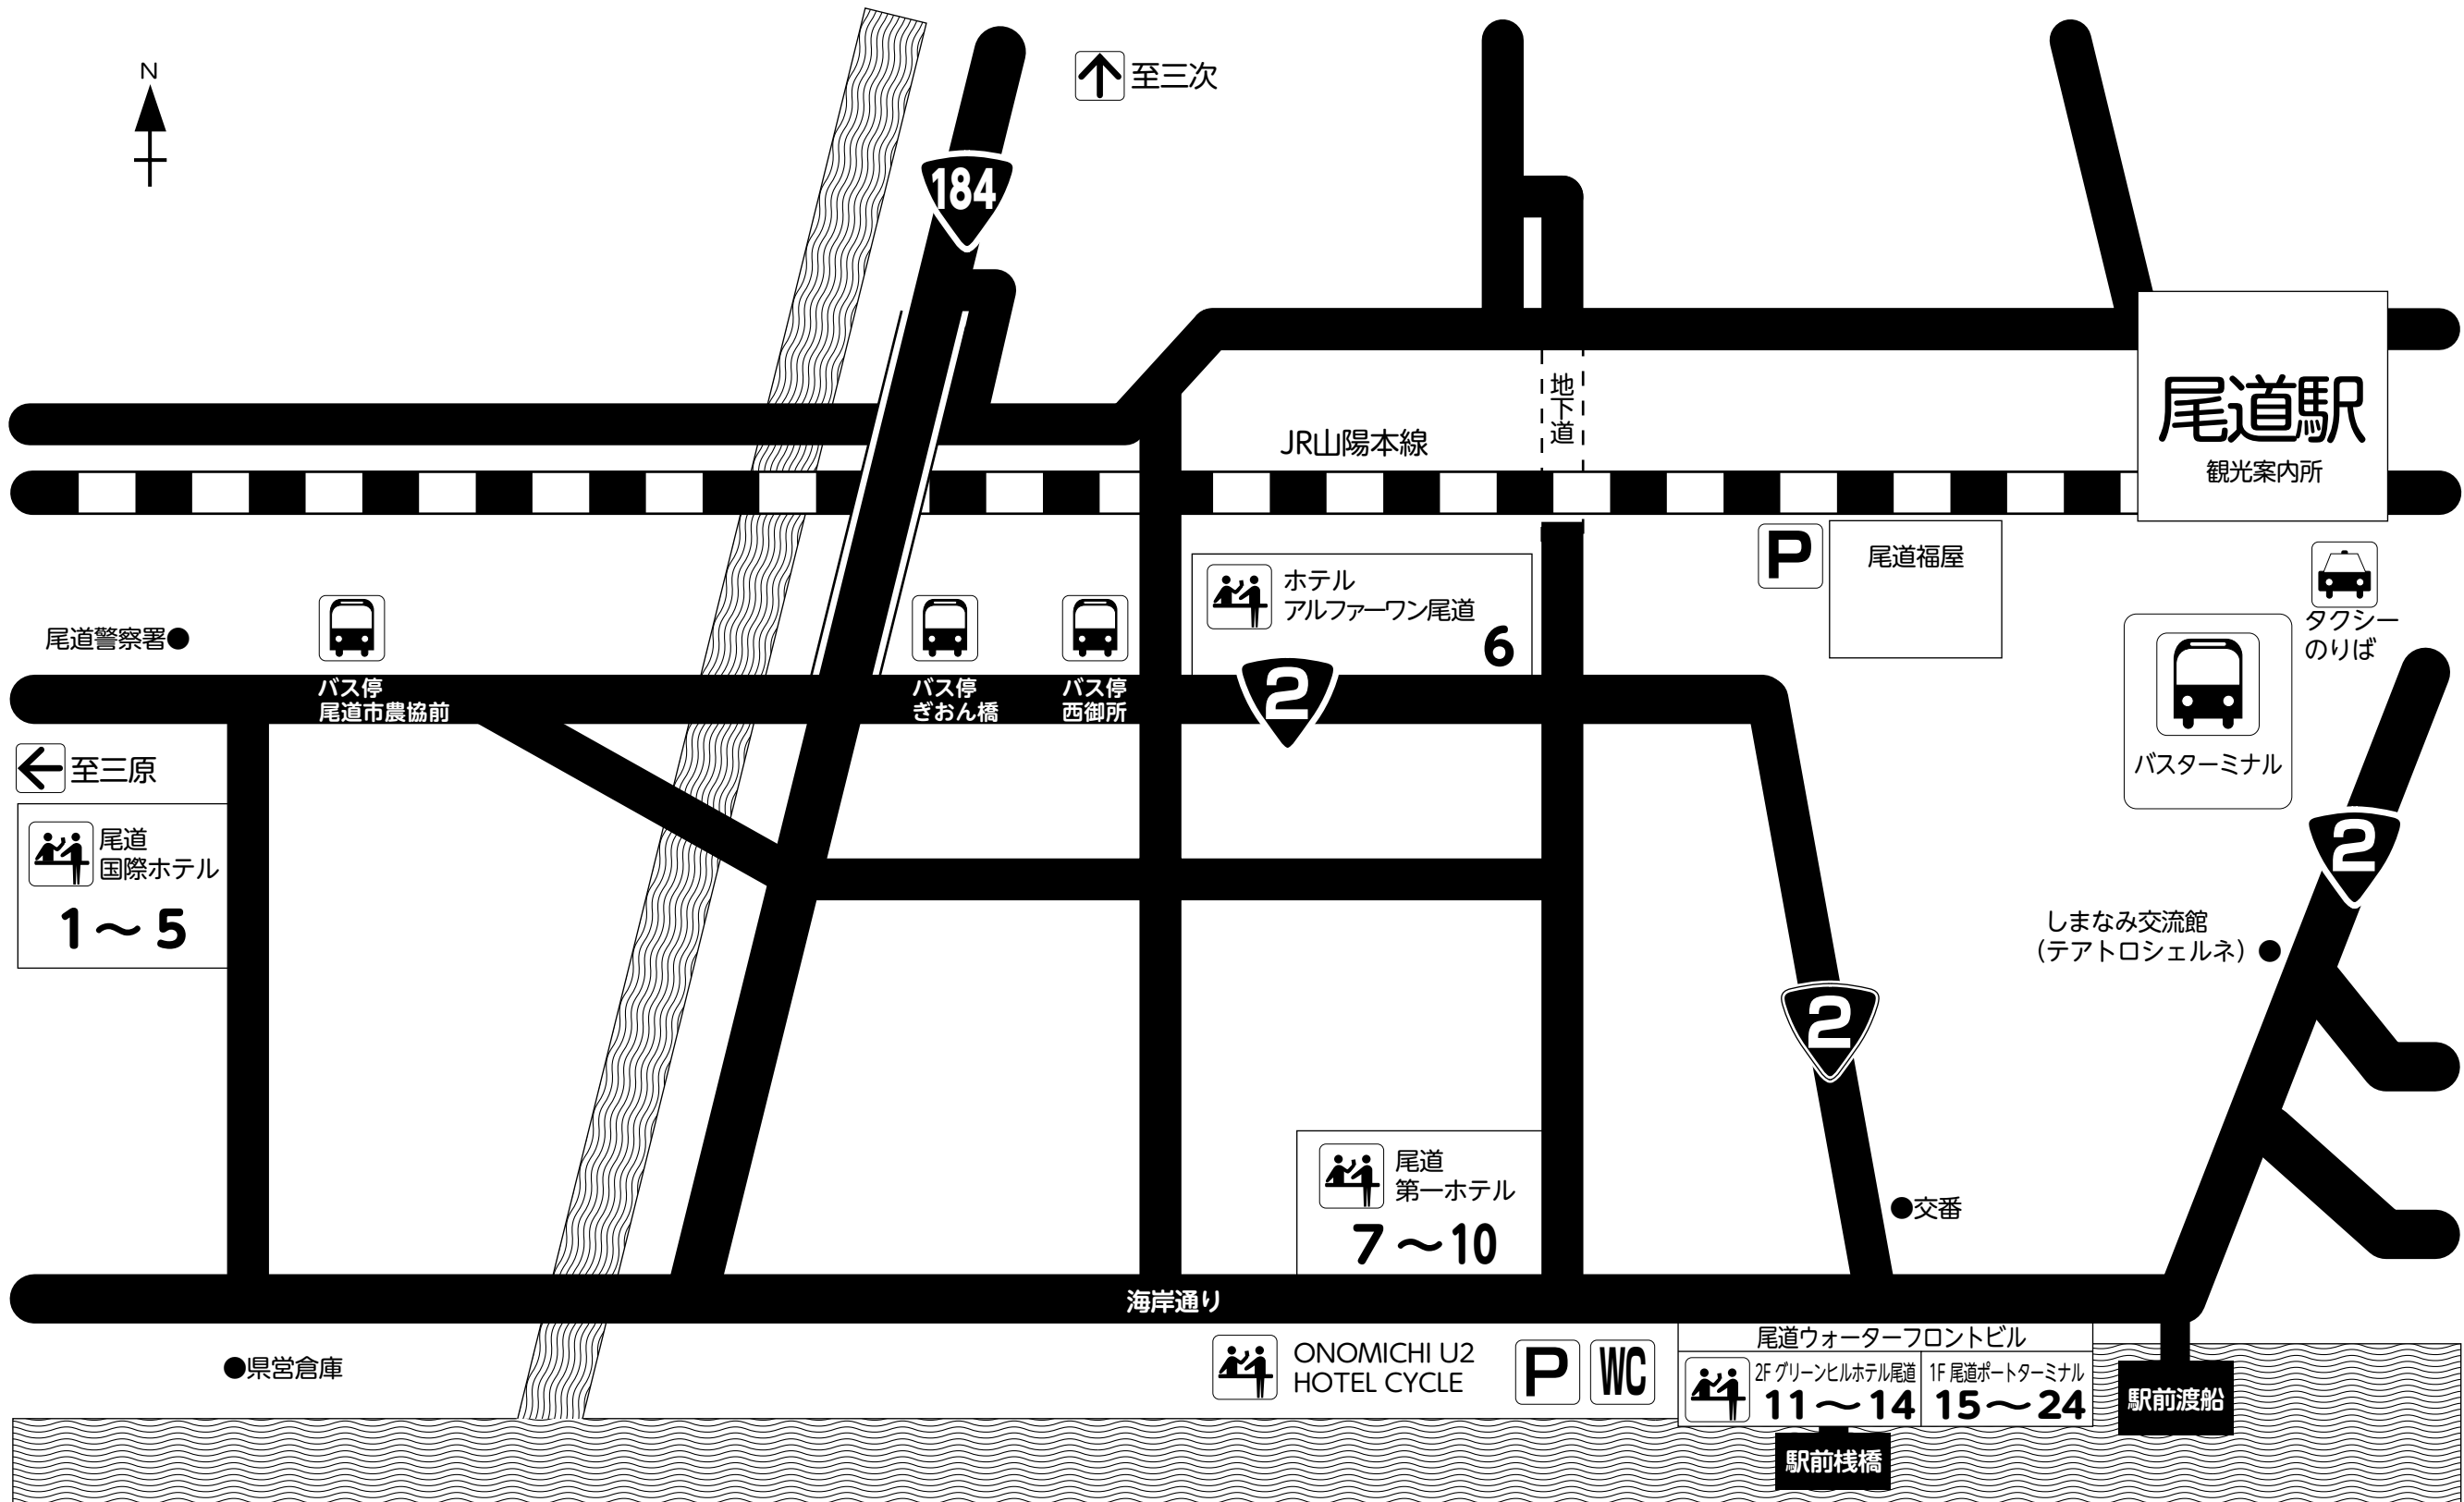 N
至三次
184
地下道
JR山陽本線
尾道駅
観光案内所
P
尾道福屋
タクシー
のりば
ホテル
アルファーワン尾道
6
尾道警察署
バス停
尾道市農協前
バス停
ぎおん橋
バス停
西御所
2
バスターミナル
至三原
尾道
国際ホテル
1〜5
2
しまなみ交流館
(テアトロシェルネ)
2
尾道
第一ホテル
7〜10
交番
海岸通り
県営倉庫
ONOMICHI U2
HOTEL CYCLE
P
WC
尾道ウォーターフロントビル
2F グリーンヒルホテル尾道
11〜14
1F 尾道ポートターミナル
15〜24
駅前渡船
駅前桟橋